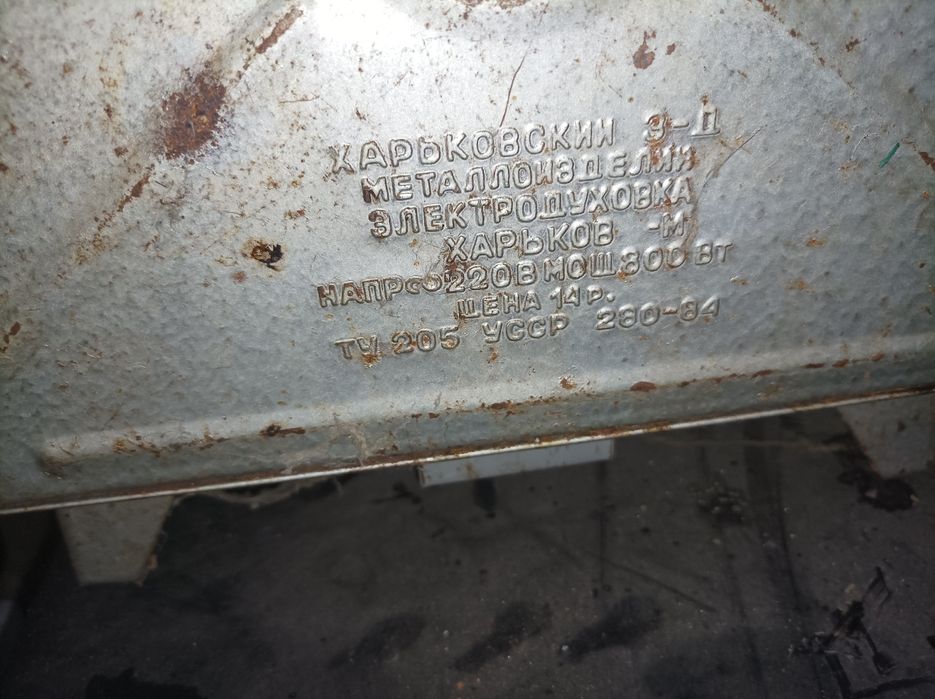 ХАРЬКОВСКИЙ З-Д
МЕТАЛЛОИЗДЕЛИЙ
ЭЛЕКТРОДУХОВКА
ХАРЬКОВ -М
НАПР 220В МОЩ 800 ВТ
ЦЕНА 14 Р.
ТУ 205 УССР 280-84